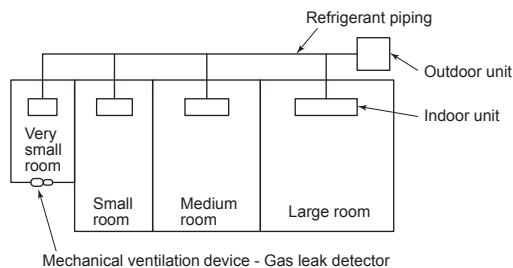 Refrigerant piping
Outdoor unit
Indoor unit
Very
small
room
Small
room
Medium
room
Large room
Mechanical ventilation device - Gas leak detector